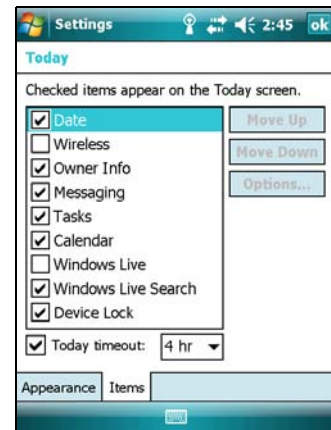 Settings 2:45 ok
Today
Checked items appear on the Today screen.
Date
Wireless
Owner Info
Messaging
Tasks
Calendar
Windows Live
Windows Live Search
Device Lock
Move Up
Move Down
Options...
Today timeout: 4 hr
Appearance Items